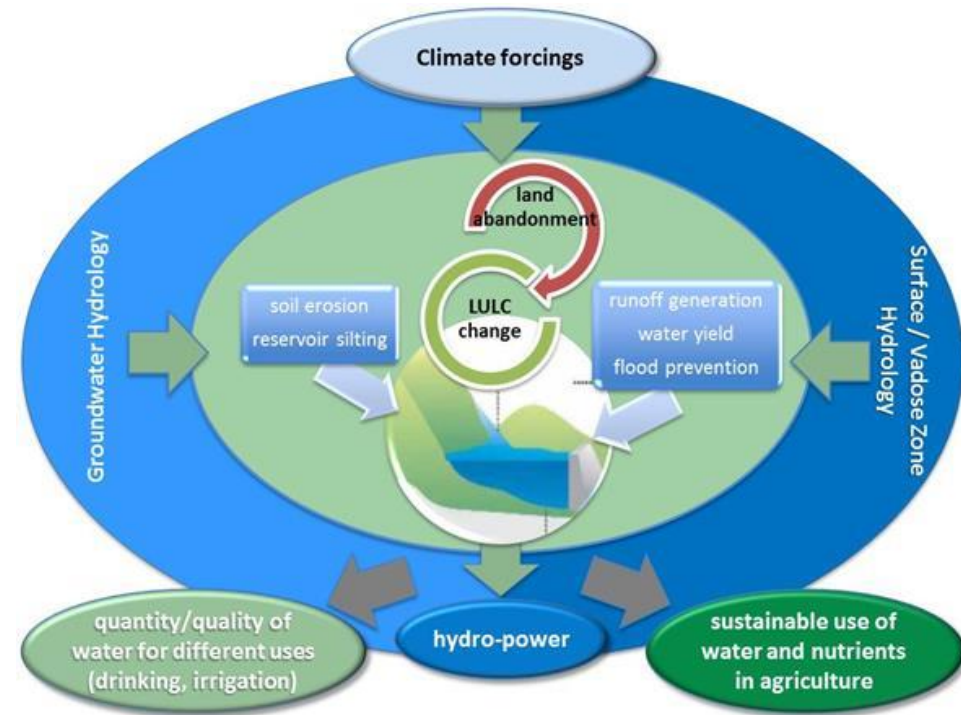 Climate forcings
land
abandonment
LULC
change
soil erosion
reservoir silting
runoff generation
water yield
flood prevention
Groundwater Hydrology
Surface / Vadose Zone
Hydrology
quantity/quality of
water for different uses
(drinking, irrigation)
hydro-power
sustainable use of
water and nutrients
in agriculture